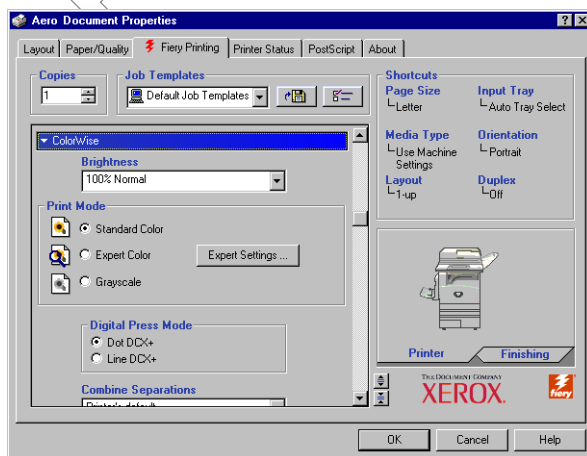 Aero Document Properties
Layout
Paper/Quality
Fiery Printing
Printer Status
PostScript
About
Copies
1
Job Templates
Default Job Templates
Shortcuts
Page Size
Letter
Input Tray
Auto Tray Select
Media Type
Use Machine
Settings
Orientation
Portrait
Layout
1-up
Duplex
Off
ColorWise
Brightness
100% Normal
Print Mode
Standard Color
Expert Color
Expert Settings ...
Grayscale
Digital Press Mode
Dot DCX+
Line DCX+
Combine Separations
Printer's default
Printer
Finishing
THE DOCUMENT COMPANY
XEROX.
fiery
OK
Cancel
Help